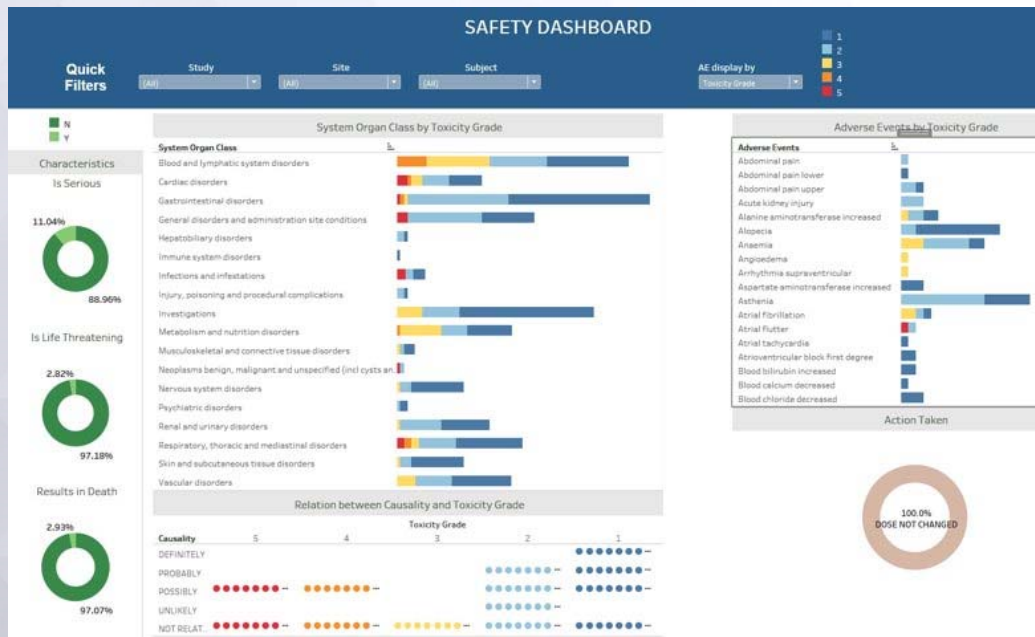 SAFETY DASHBOARD
1
2
3
4
5
Quick
Filters
Study
(All)
Site
(All)
Subject
(All)
AE display by
Toxicity Grade
N
Y
Characteristics
Is Serious
11.04%
88.96%
Is Life Threatening
2.82%
97.18%
Results in Death
2.93%
97.07%
System Organ Class by Toxicity Grade
System Organ Class
Blood and lymphatic system disorders
Cardiac disorders
Gastrointestinal disorders
General disorders and administration site conditions
Hepatobiliary disorders
Immune system disorders
Infections and infestations
Injury, poisoning and procedural complications
Investigations
Metabolism and nutrition disorders
Musculoskeletal and connective tissue disorders
Neoplasms benign, malignant and unspecified (incl cysts an..
Nervous system disorders
Psychiatric disorders
Renal and urinary disorders
Respiratory, thoracic and mediastinal disorders
Skin and subcutaneous tissue disorders
Vascular disorders
Relation between Causality and Toxicity Grade
Toxicity Grade
Causality 5 4 3 2 1
DEFINITELY
PROBABLY
POSSIBLY
UNLIKELY
NOT RELAT..
Adverse Events by Toxicity Grade
Adverse Events
Abdominal pain
Abdominal pain lower
Abdominal pain upper
Acute kidney injury
Alanine aminotransferase increased
Alopecia
Anaemia
Angioedema
Arrhythmia supraventricular
Aspartate aminotransferase increased
Asthenia
Atrial fibrillation
Atrial flutter
Atrial tachycardia
Atrioventricular block first degree
Blood bilirubin increased
Blood calcium decreased
Blood chloride decreased
Action Taken
100.0%
DOSE NOT CHANGED